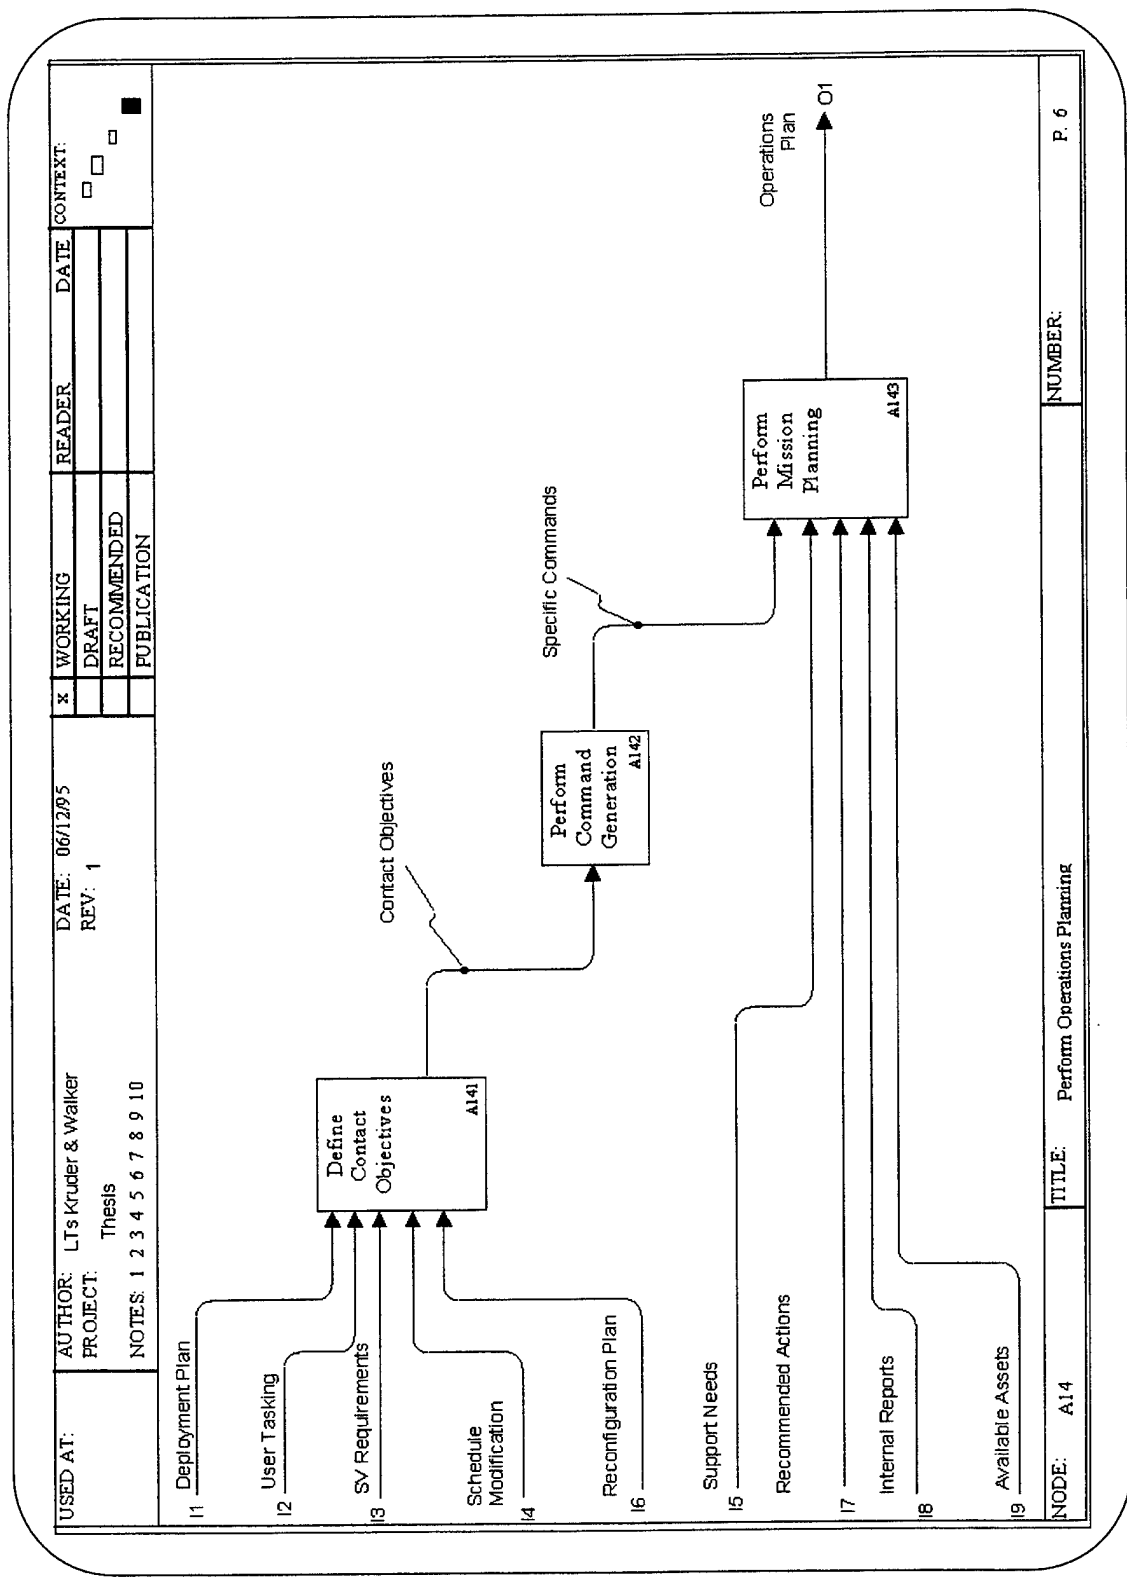 USED AT:
AUTHOR: LTs Kruder & Walker
PROJECT:
Thesis
NOTES: 1 2 3 4 5 6 7 8 9 10
DATE: 06/12/95
REV: 1
x WORKING
DRAFT
RECOMMENDED
PUBLICATION
READER DATE
CONTEXT:
I1 Deployment Plan
I2 User Tasking
I3 SV Requirements
I4 Schedule
Modification
I6 Reconfiguration Plan
I5 Support Needs
I7 Recommended Actions
I8 Internal Reports
I9 Available Assets
Define
Contact
Objectives
A141
Contact Objectives
Perform
Command
Generation
A142
Specific Commands
Perform
Mission
Planning
A143
Operations
Plan
O1
NODE: A14
TITLE: Perform Operations Planning
NUMBER: P. 6